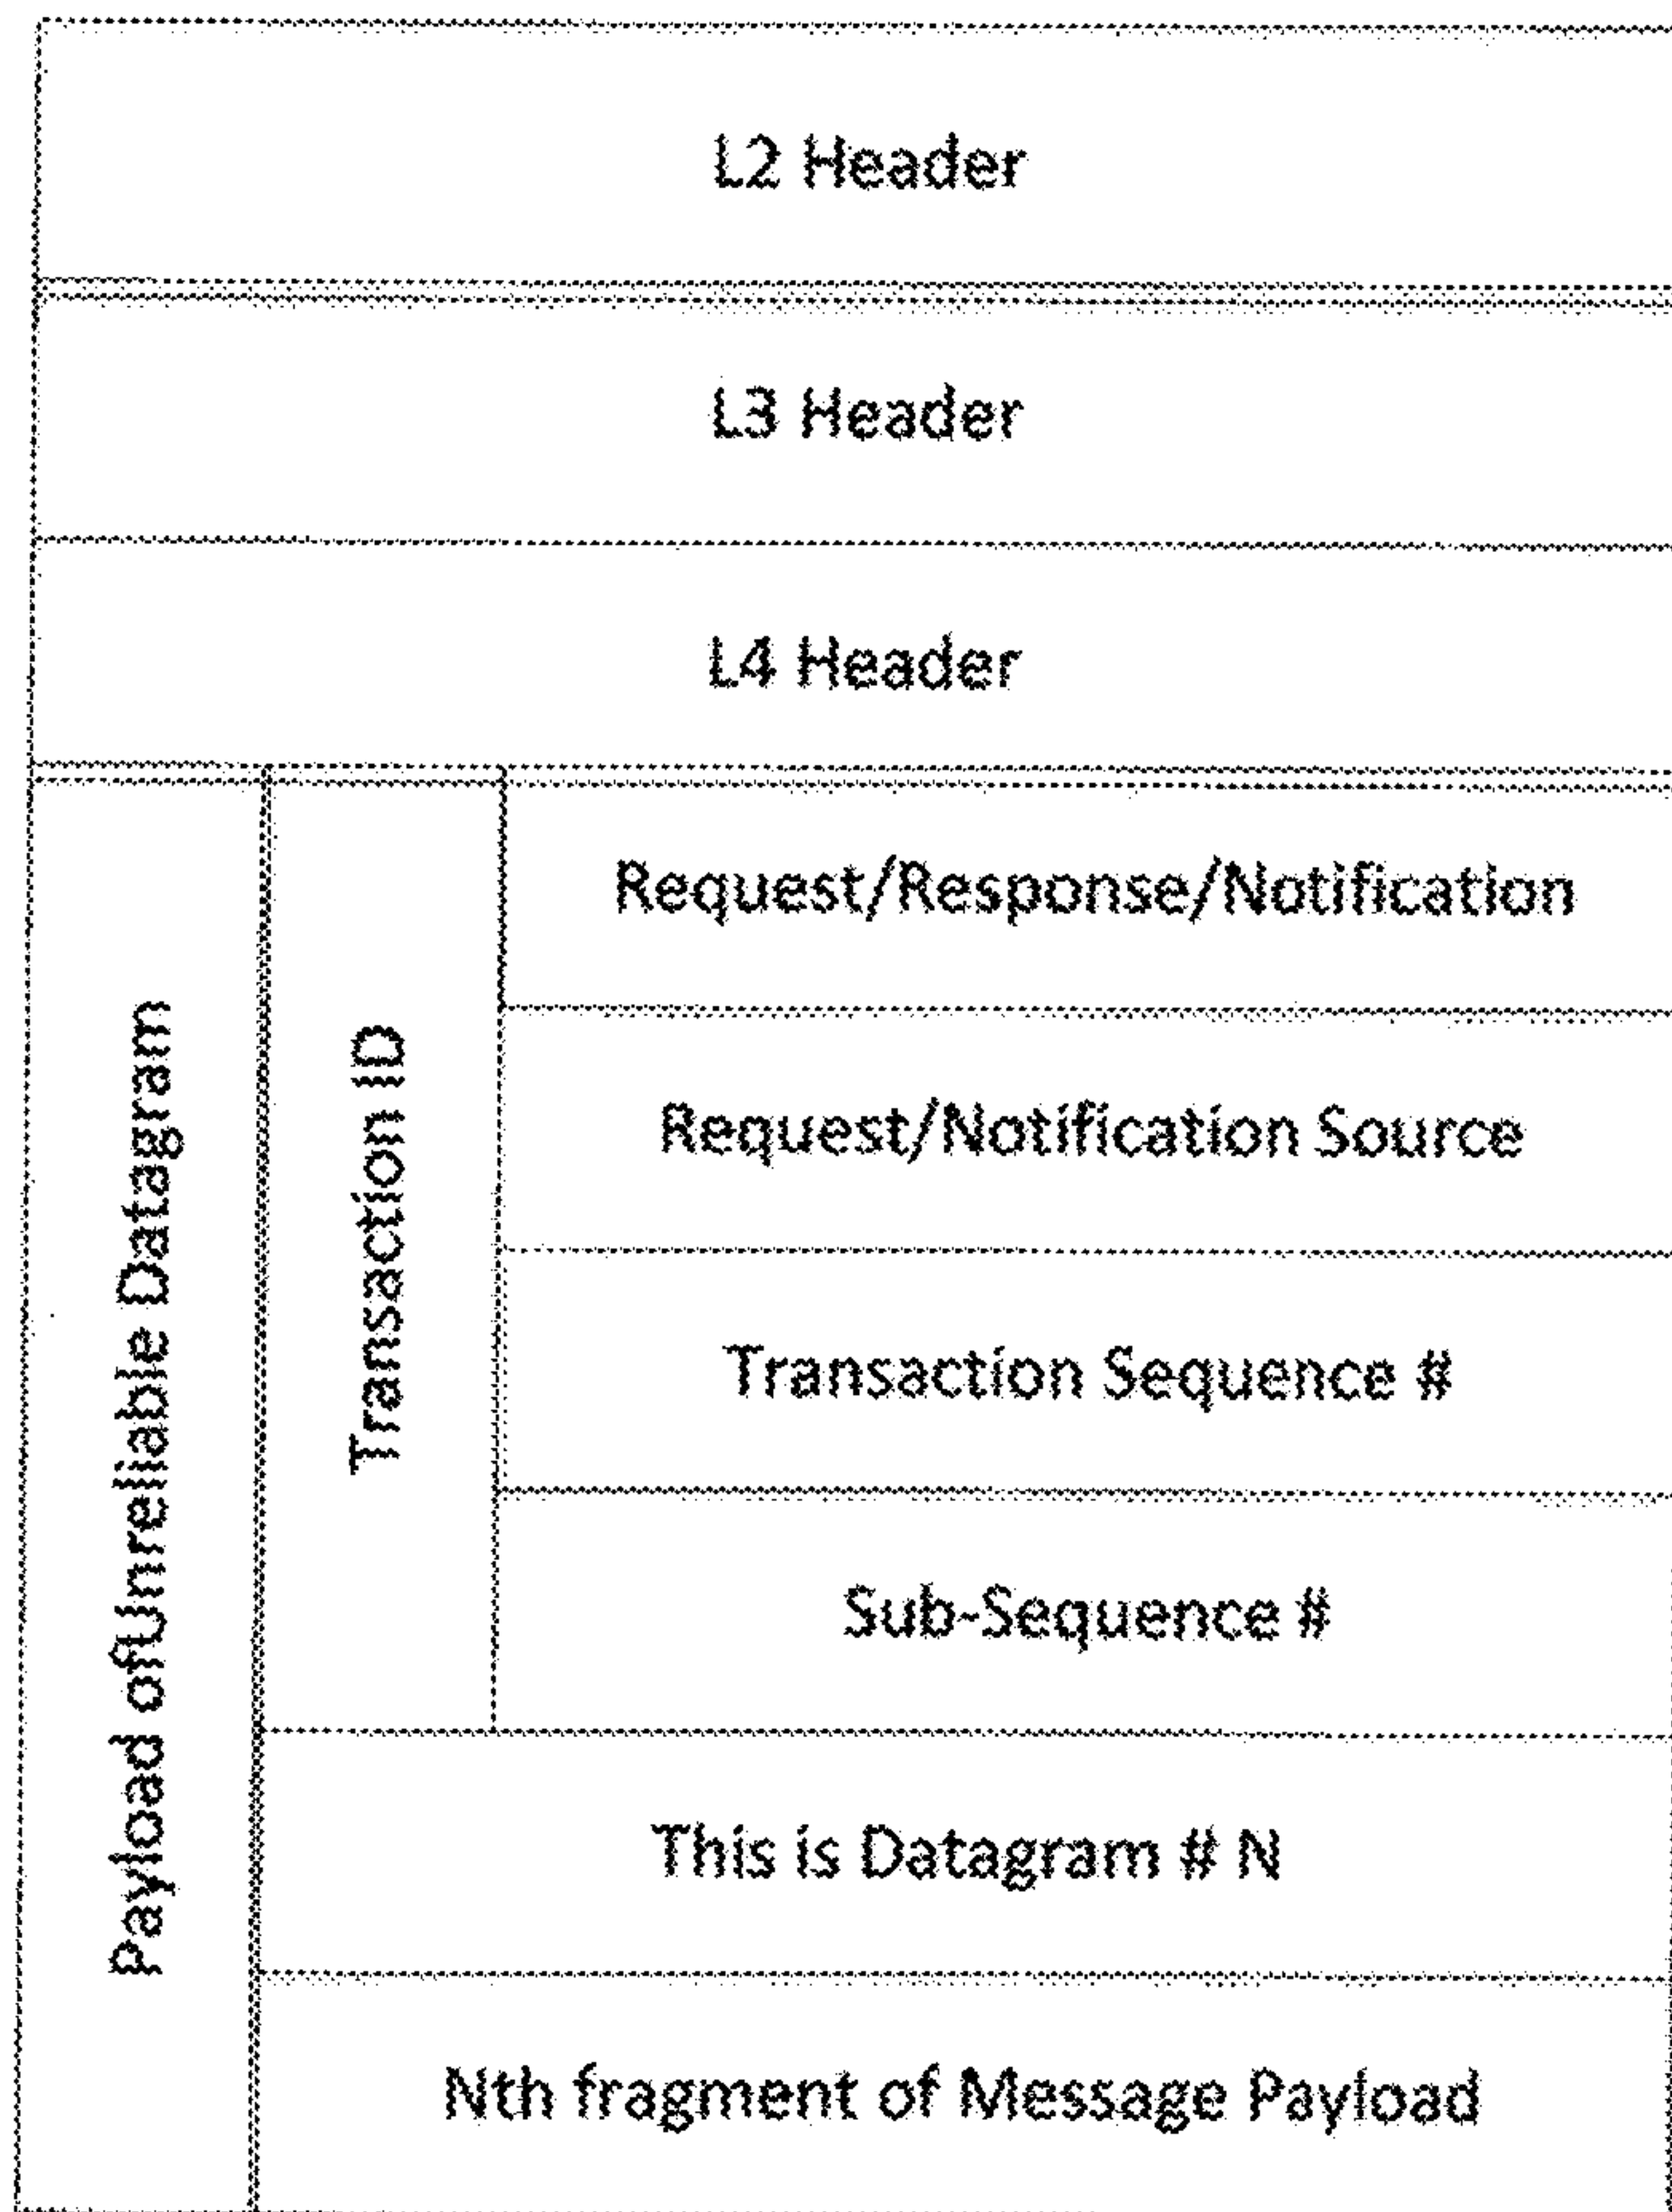 L2 Header
L3 Header
L4 Header
Payload ofUnreliable Datagram
Transaction ID
Request/Response/Notification
Request/Notification Source
Transaction Sequence #
Sub-Sequence #
This is Datagram # N
Nth fragment of Message Payload